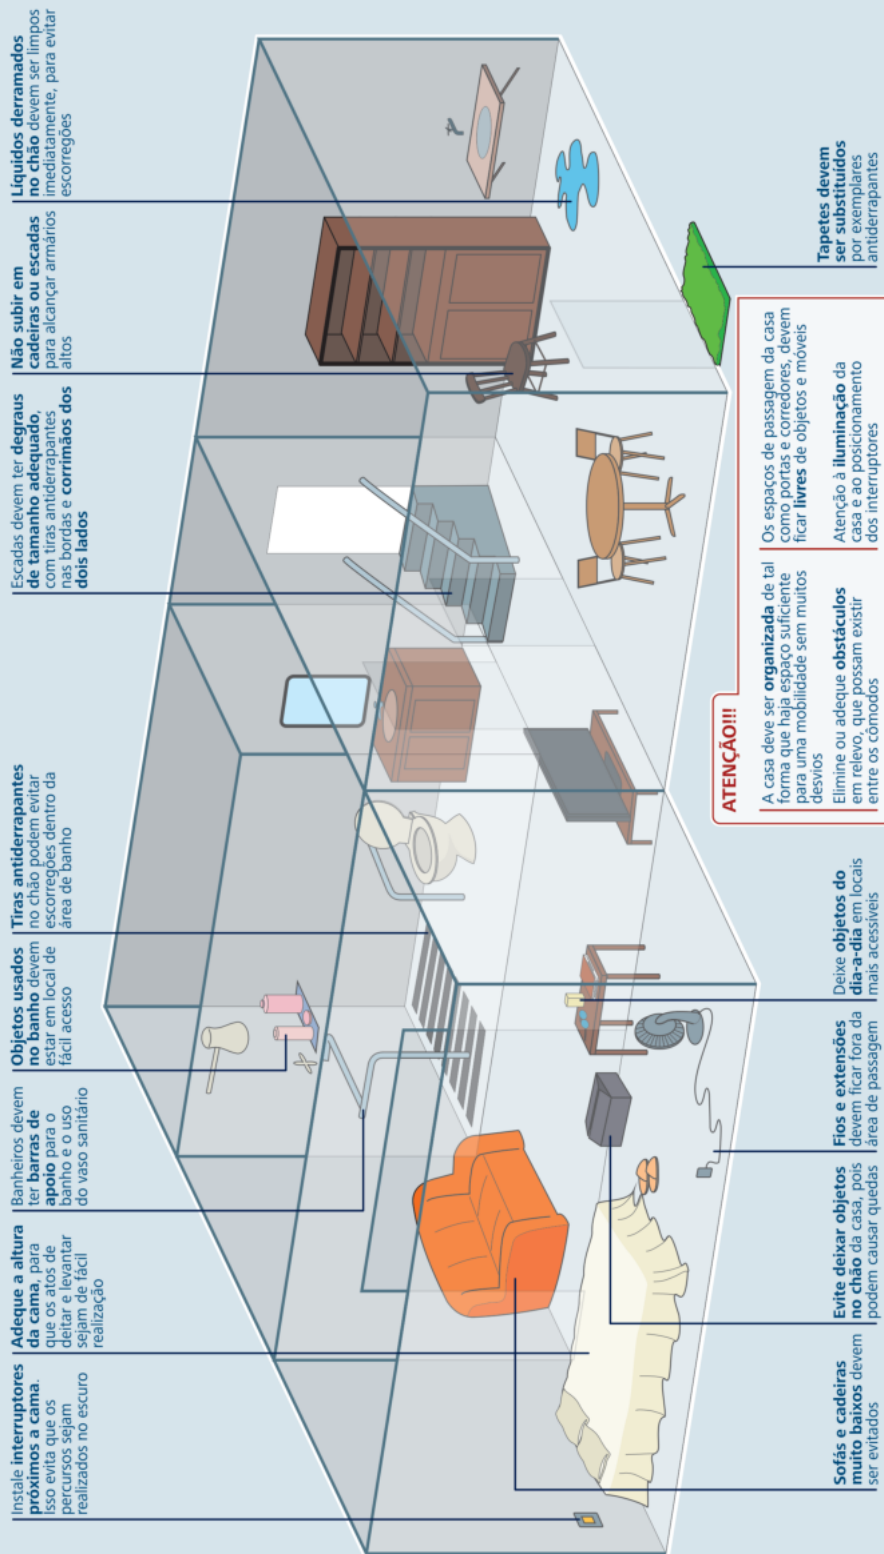 Instale interruptores
próximos a cama.
Isso evita que os
percursos sejam
realizados no escuro
Adeque a altura
da cama, para
que os atos de
deitar e levantar
sejam de fácil
realização
Banheiros devem
ter barras de
apoio para o
banho e o uso
do vaso sanitário
Objetos usados
no banho devem
estar em local de
fácil acesso
Tiras antiderrapantes
no chão podem evitar
escorregões dentro da
área de banho
Escadas devem ter degraus
de tamanho adequado,
com tiras antiderrapantes
nas bordas e corrimãos dos
dois lados
Não subir em
cadeiras ou escadas
para alcançar armários
altos
Líquidos derramados
no chão devem ser limpos
imediatamente, para evitar
escorregões
Sofás e cadeiras
muito baixos devem
ser evitados
Evite deixar objetos
no chão da casa, pois
podem causar quedas
Fios e extensões
devem ficar fora da
área de passagem
Deixe objetos do
dia-a-dia em locais
mais acessíveis
ATENÇÃO!!!
A casa deve ser organizada de tal
forma que haja espaço suficiente
para uma mobilidade sem muitos
desvios
Elimine ou adeque obstáculos
em relevo, que possam existir
entre os cômodos
Os espaços de passagem da casa
como portas e corredores, devem
ficar livres de objetos e móveis
Atenção à iluminação da
casa e ao posicionamento
dos interruptores
Tapetes devem
ser substituídos
por exemplares
antiderrapantes